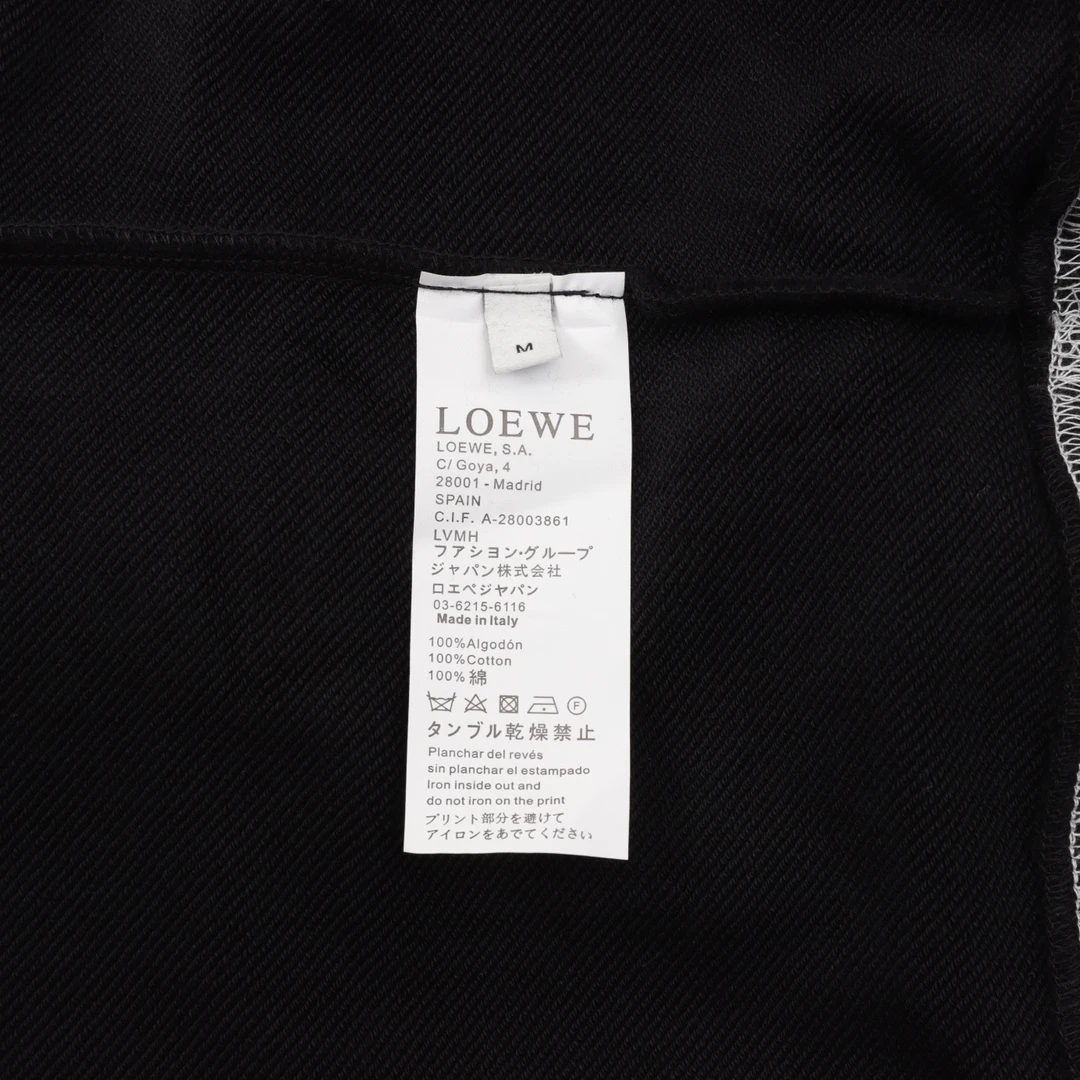 M
LOEWE
LOEWE, S.A.
C/ Goya, 4
28001 - Madrid
SPAIN
C.I.F. A-28003861
LVMH
フアション・グループ
ジャパン株式会社
ロエベジャパン
03-6215-6116
Made in Italy
100%Algodón
100%Cotton
100% 綿
F
タンブル乾燥禁止
Planchar del revés
sin planchar el estampado
Iron inside out and
do not iron on the print
プリント部分を避けて
アイロンをあでてください